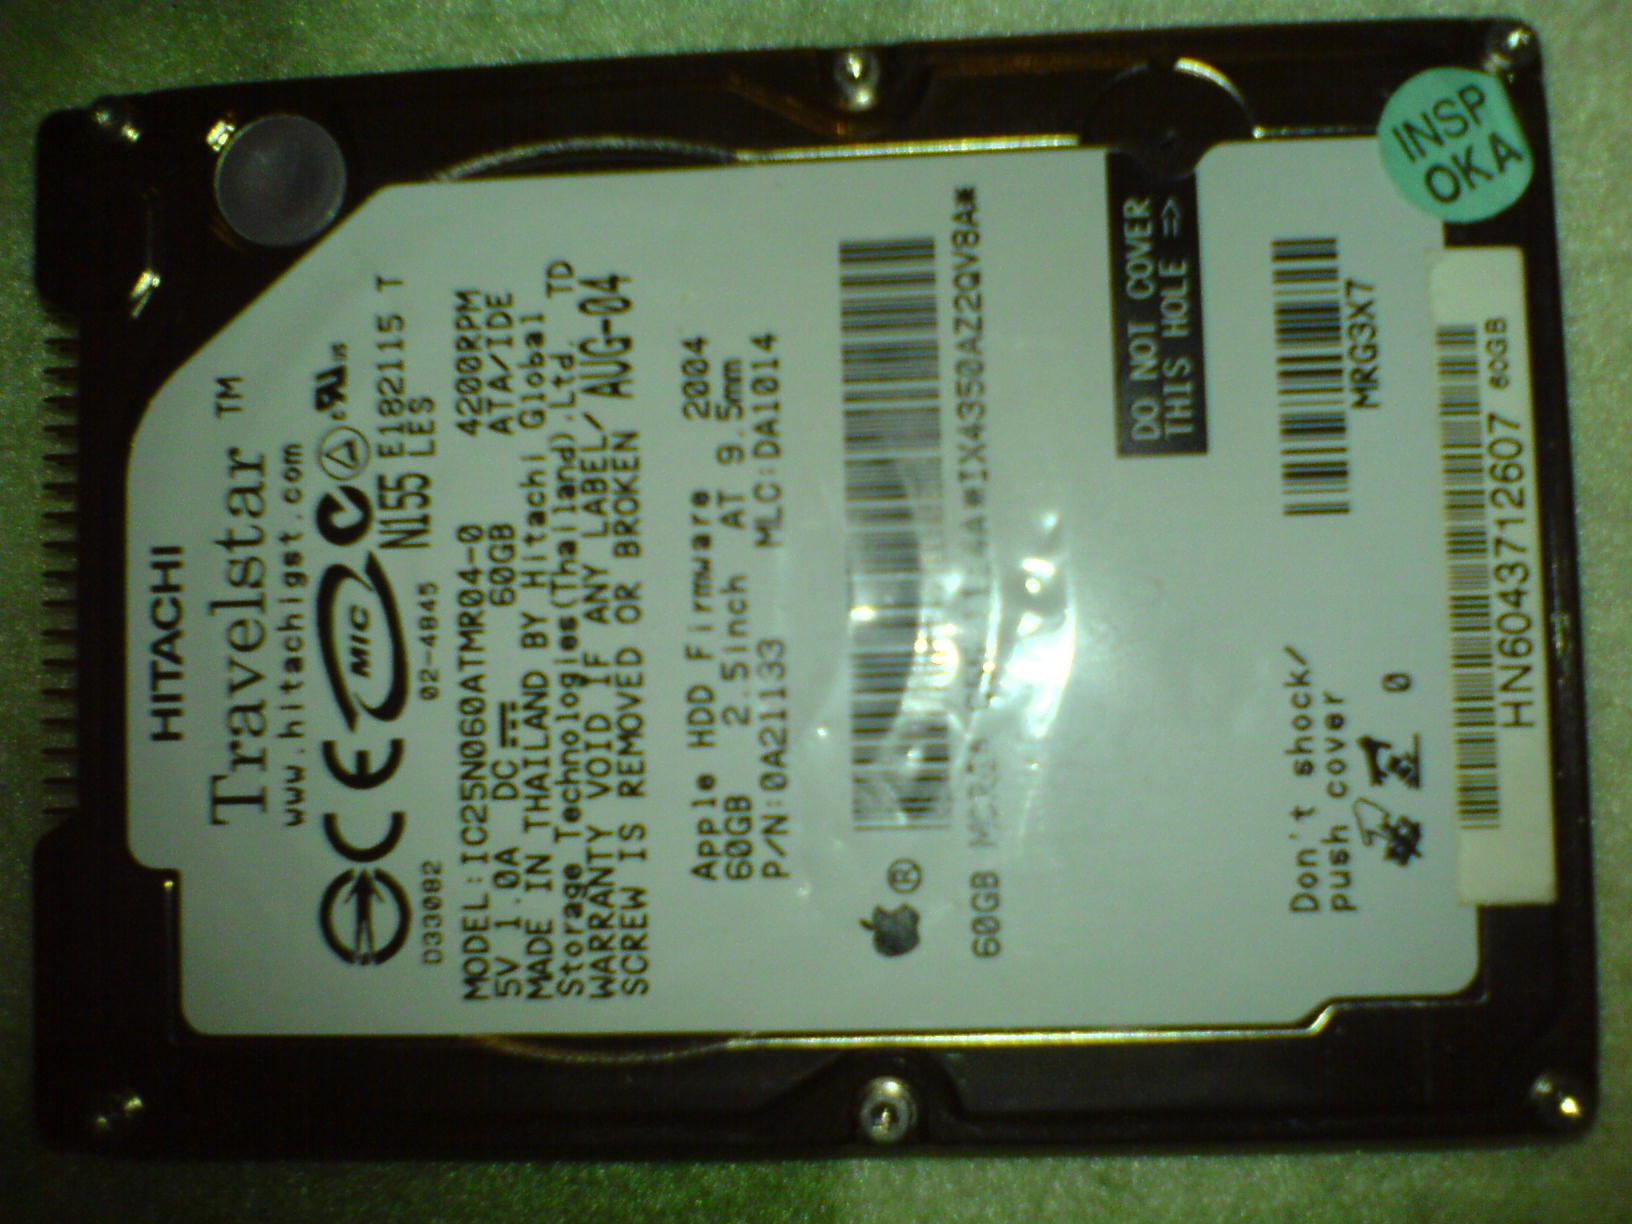 HITACHI
Travelstar ™
www.hitachigst.com
CE MIC
N155 E182115 T
D33082 02-4845 LES
MODEL:IC25N060ATMR04-0 4200RPM
5V 1.0A DC 60GB ATA/IDE
MADE IN THAILAND BY Hitachi Global
Storage Technologies(Thailand).Ltd. TD
WARRANTY VOID IF ANY LABEL/ AUG-04
SCREW IS REMOVED OR BROKEN
Apple HDD Firmware 2004
60GB 2.5inch AT 9.5mm
P/N:0A21133 MLC:DA1014
®
60GB
DO NOT COVER
THIS HOLE =>
INSP
OKA
MRG3X7
Don't shock/
push cover
0
HN6043712607 60GB